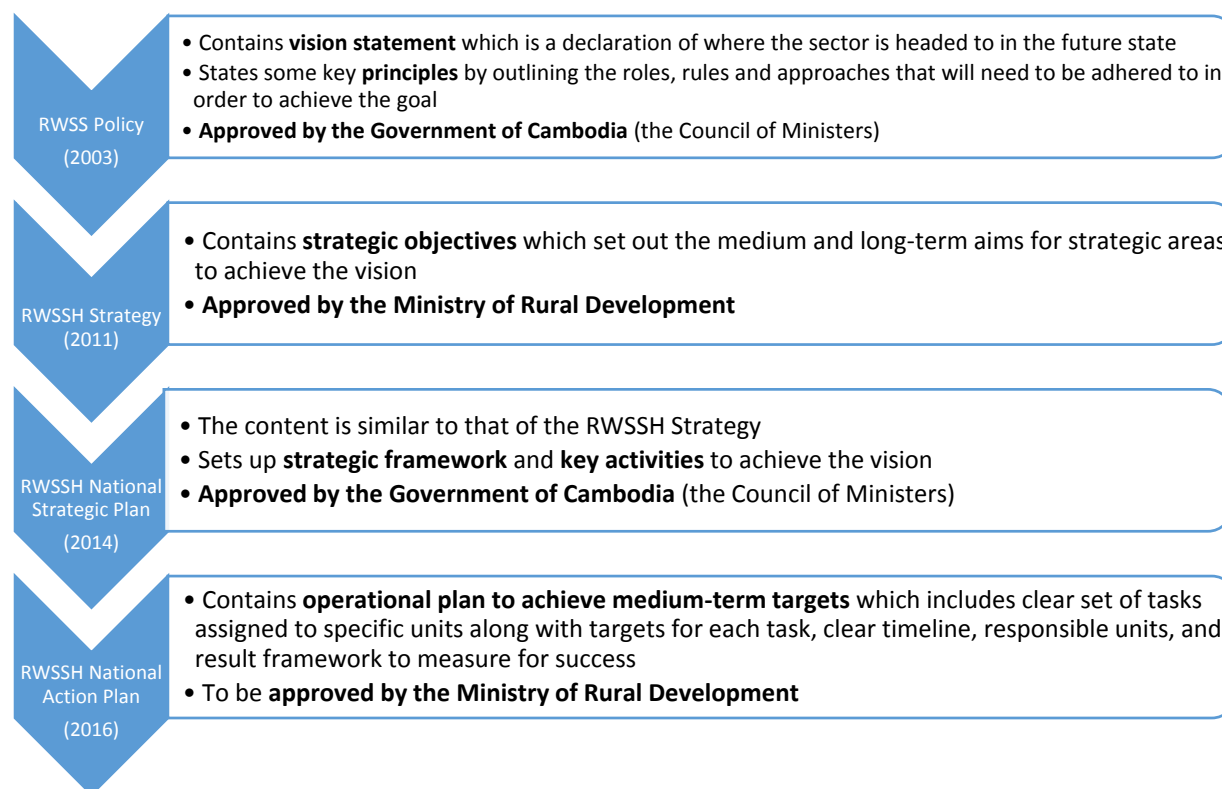 RWSS Policy
(2003)
• Contains vision statement which is a declaration of where the sector is headed to in the future state
• States some key principles by outlining the roles, rules and approaches that will need to be adhered to in
order to achieve the goal
• Approved by the Government of Cambodia (the Council of Ministers)
RWSSH Strategy
(2011)
• Contains strategic objectives which set out the medium and long-term aims for strategic areas
to achieve the vision
• Approved by the Ministry of Rural Development
RWSSH National
Strategic Plan
(2014)
• The content is similar to that of the RWSSH Strategy
• Sets up strategic framework and key activities to achieve the vision
• Approved by the Government of Cambodia (the Council of Ministers)
RWSSH National
Action Plan
(2016)
• Contains operational plan to achieve medium-term targets which includes clear set of tasks
assigned to specific units along with targets for each task, clear timeline, responsible units, and
result framework to measure for success
• To be approved by the Ministry of Rural Development